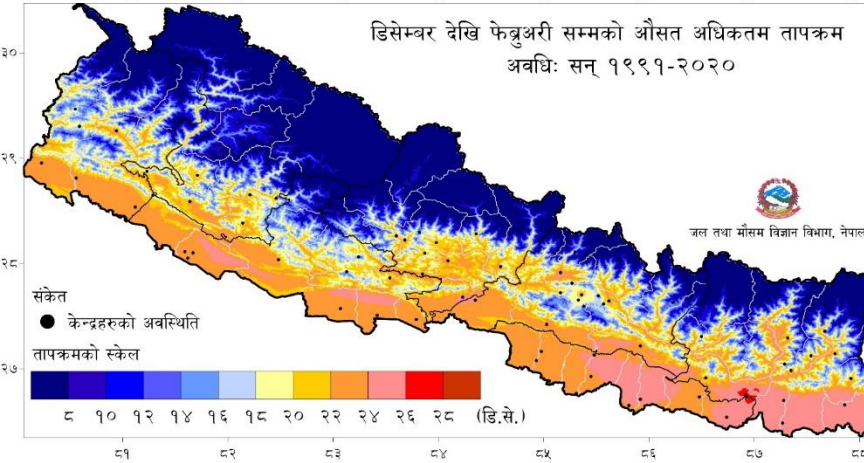 डिसेम्बर देखि फेब्रुअरी सम्मको औसत अधिकतम तापक्रम
अवधिः सन् १९९१-२०२०
३०
२९
२८
२७
जल तथा मौसम विज्ञान विभाग, नेपाल
संकेत
केन्द्रहरुको अवस्थिति
तापक्रमको स्केल
८ १० १२ १४ १६ १८ २० २२ २४ २६ २८ (डि.से.)
८१ ८२ ८३ ८४ ८५ ८६ ८७ ८८